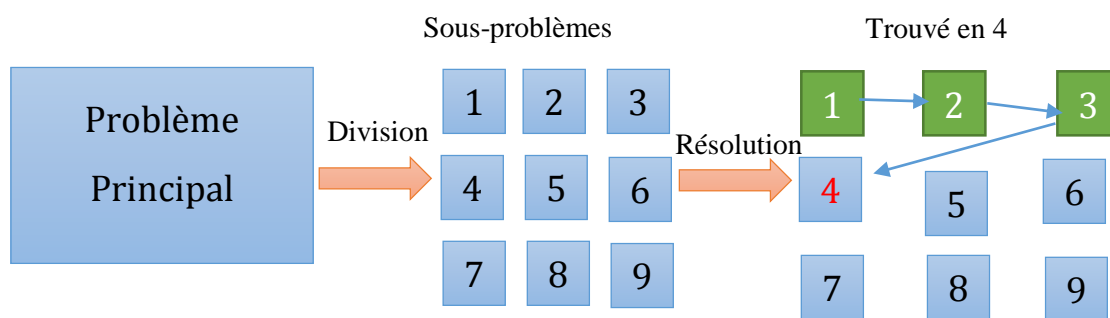 Sous-problèmes
Trouvé en 4
Problème
Principal
Division
1 2 3
4 5 6
7 8 9
Résolution
1 2 3
4 5 6
7 8 9